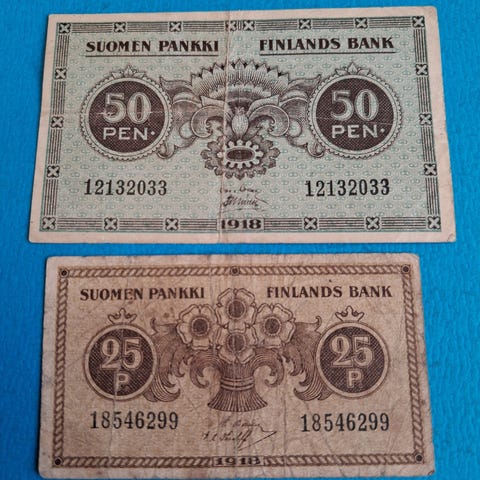 SUOMEN PANKKI FINLANDS BANK
50 PEN. 50 PEN.
12132033 12132033
1918
SUOMEN PANKKI FINLANDS BANK
25 P 25 P
18546299 18546299
1918